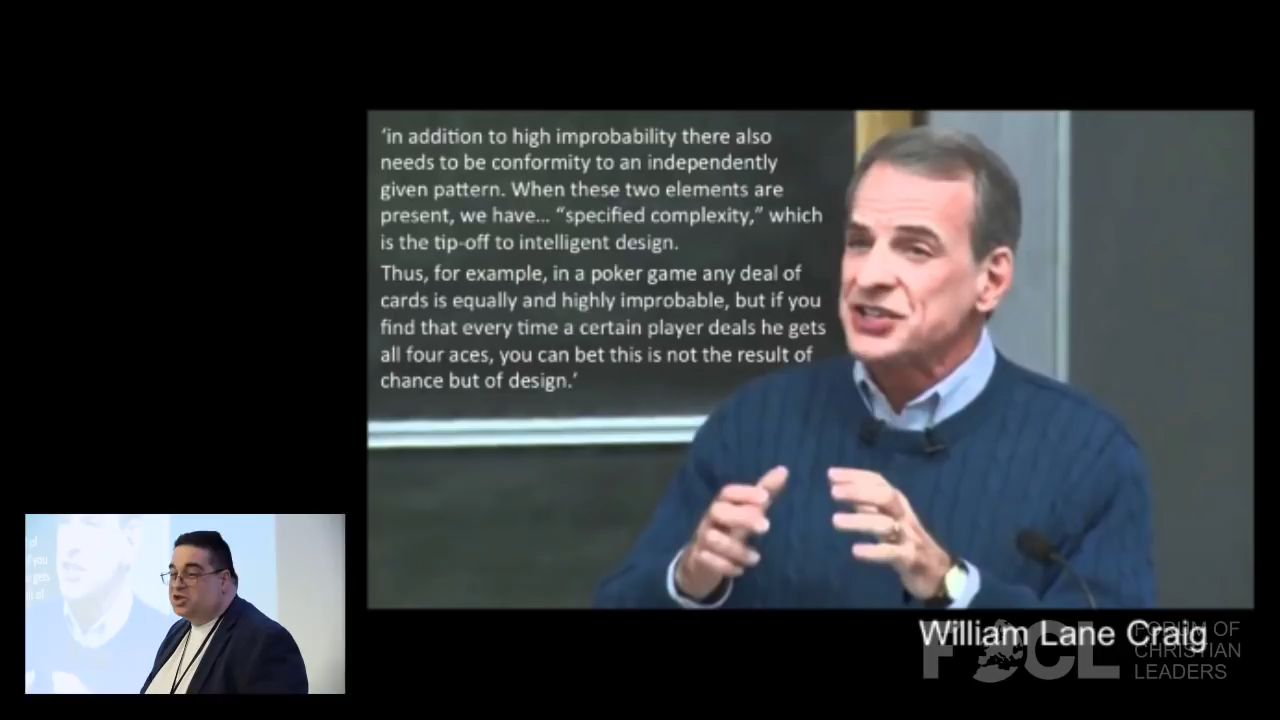 ‘in addition to high improbability there also
needs to be conformity to an independently
given pattern. When these two elements are
present, we have... “specified complexity,” which
is the tip-off to intelligent design.
Thus, for example, in a poker game any deal of
cards is equally and highly improbable, but if you
find that every time a certain player deals he gets
all four aces, you can bet this is not the result of
chance but of design.’
William Lane Craig
FOCL
FORUM OF
CHRISTIAN
LEADERS
you
gets
of